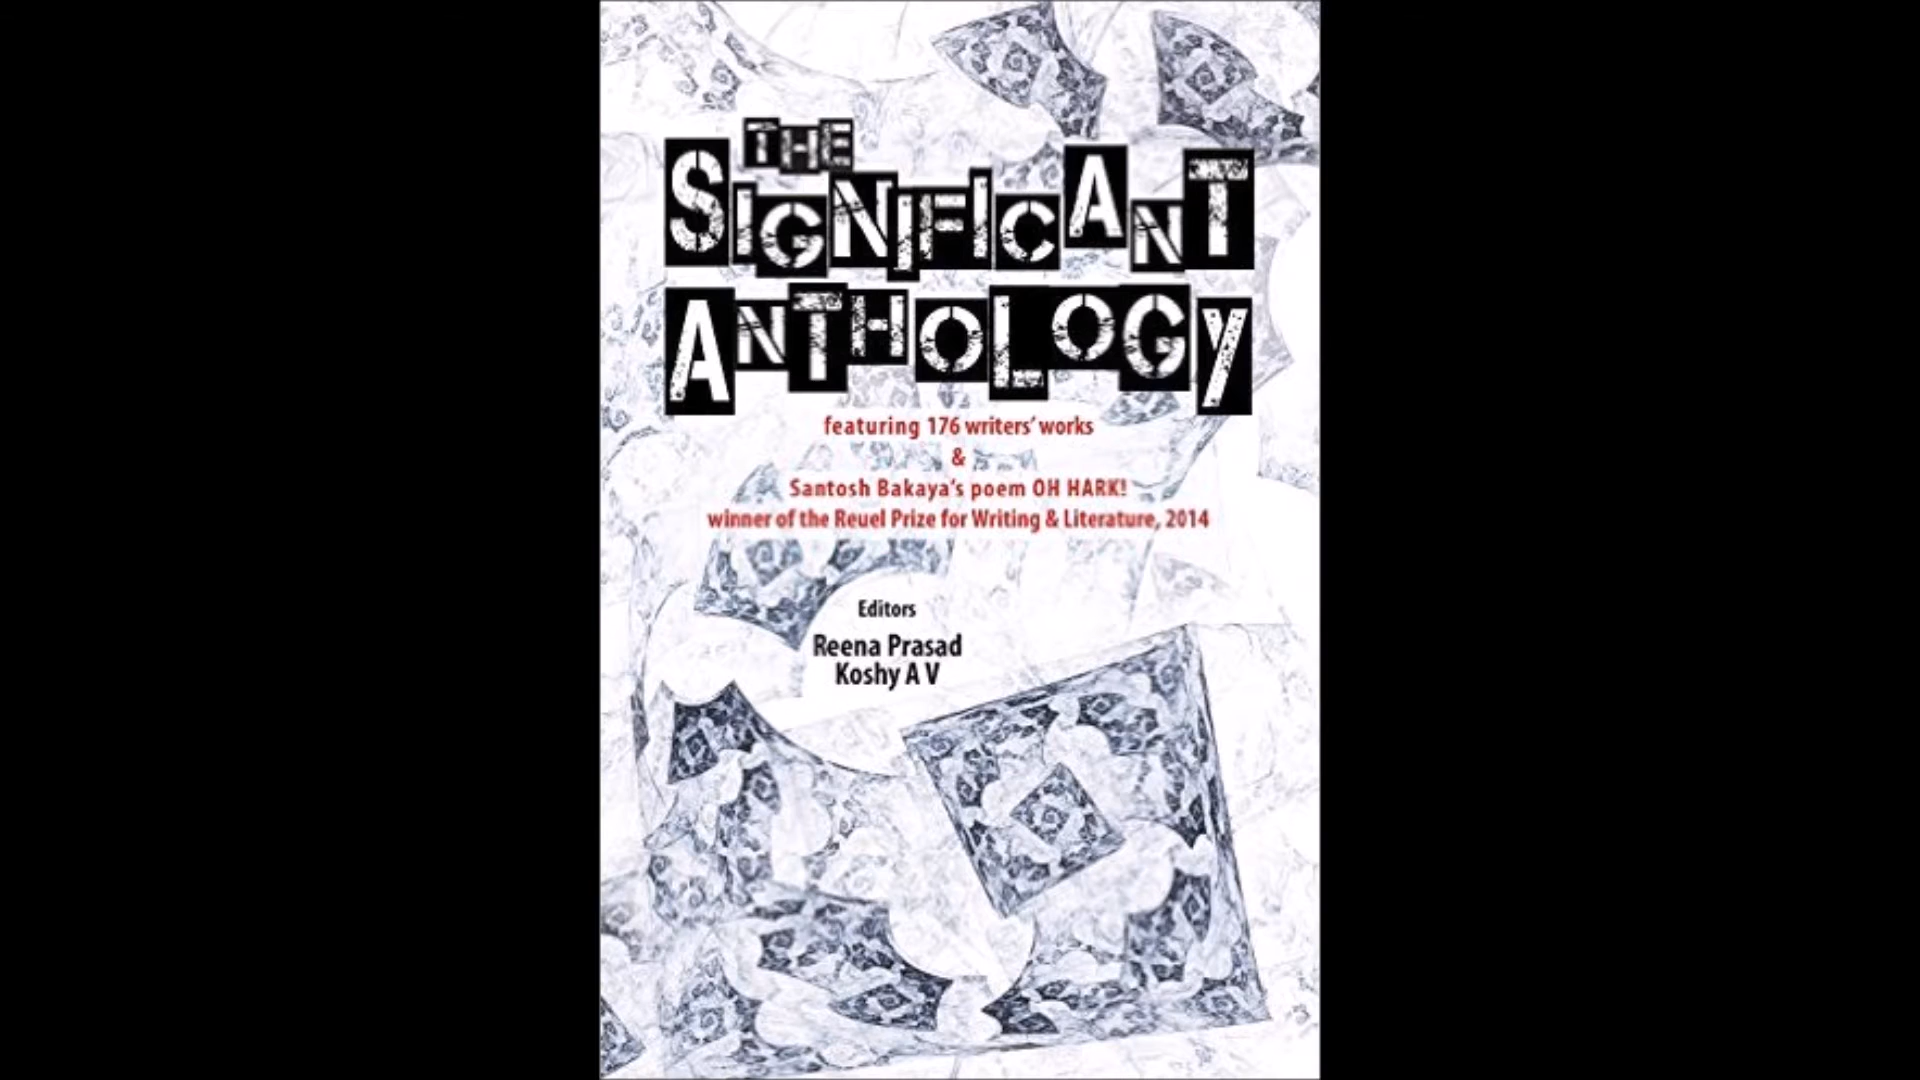 THE
SIGNIFICANT
ANTHOLOGY
featuring 176 writers' works
&
Santosh Bakaya's poem OH HARK!
winner of the Reuel Prize for Writing & Literature, 2014
Editors
Reena Prasad
Koshy A V